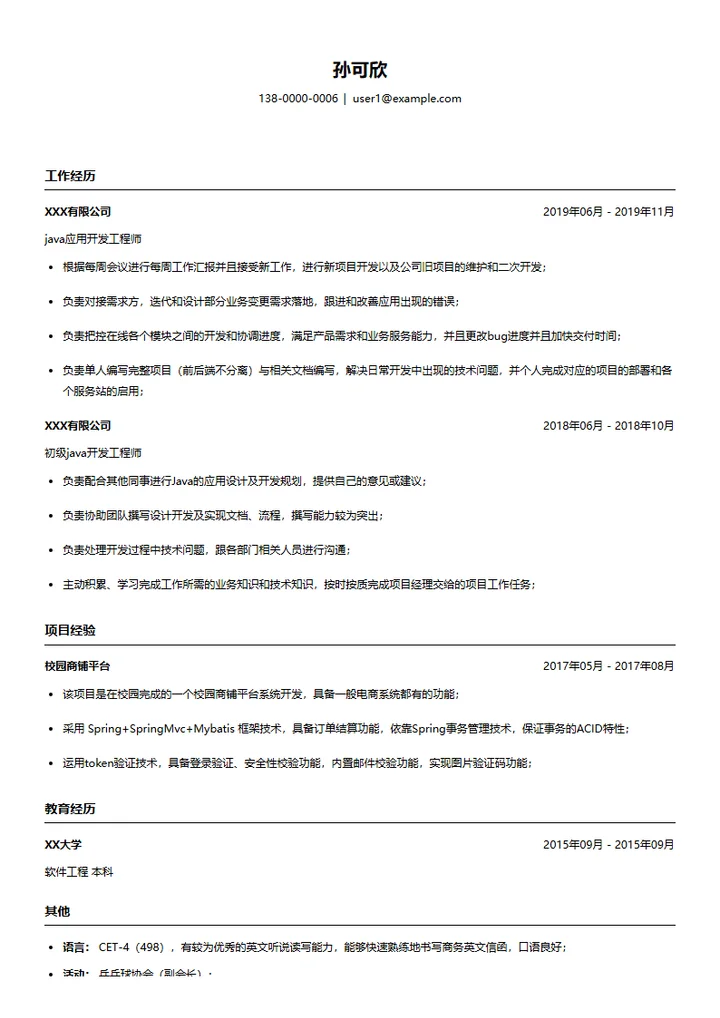 孙可欣
138-0000-0006 | user1@example.com
工作经历
XXX有限公司 2019年06月 - 2019年11月
java应用开发工程师
• 根据每周会议进行每周工作汇报并且接受新工作，进行新项目开发以及公司旧项目的维护和二次开发；
• 负责对接需求方，迭代和设计部分业务变更需求落地，跟进和改善应用出现的错误；
• 负责把控在线各个模块之间的开发和协调进度，满足产品需求和业务服务能力，并且更改bug进度并且加快交付时间；
• 负责单人编写完整项目（前后端不分离）与相关文档编写，解决日常开发中出现的技术问题，并个人完成对应的项目的部署和各
个服务站的启用；
XXX有限公司 2018年06月 - 2018年10月
初级java开发工程师
• 负责配合其他同事进行Java的应用设计及开发规划，提供自己的意见或建议；
• 负责协助团队撰写设计开发及实现文档、流程，撰写能力较为突出；
• 负责处理开发过程中技术问题，跟各部门相关人员进行沟通；
• 主动积累、学习完成工作所需的业务知识和技术知识，按时按质完成项目经理交给的项目工作任务；
项目经验
校园商铺平台 2017年05月 - 2017年08月
• 该项目是在校园完成的一个校园商铺平台系统开发，具备一般电商系统都有的功能；
• 采用 Spring+SpringMvc+Mybatis 框架技术，具备订单结算功能，依靠Spring事务管理技术，保证事务的ACID特性；
• 运用token验证技术，具备登录验证、安全性校验功能，内置邮件校验功能，实现图片验证码功能；
教育经历
XX大学 2015年09月 - 2015年09月
软件工程 本科
其他
• 语言： CET-4（498），有较为优秀的英文听说读写能力，能够快速熟练地书写商务英文信函，口语良好；
• 活动： 乒乓球协会（副会长）；